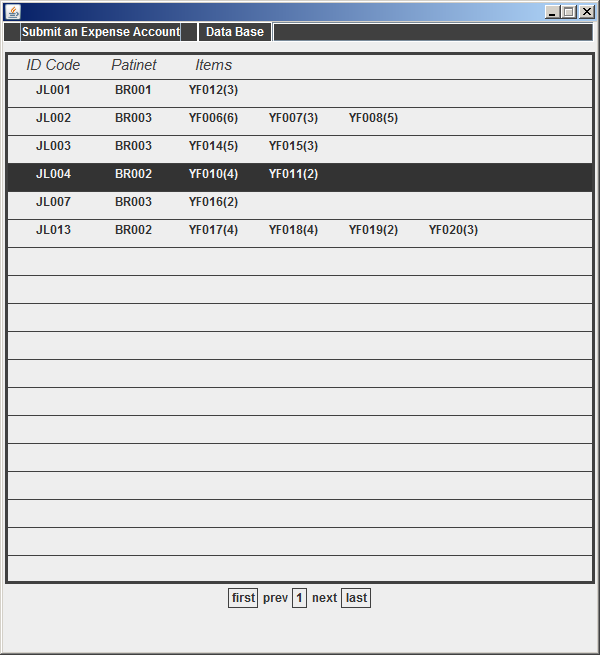 Submit an Expense Account Data Base
ID Code Patinet Items
JL001 BR001 YF012(3)
JL002 BR003 YF006(6) YF007(3) YF008(5)
JL003 BR003 YF014(5) YF015(3)
JL004 BR002 YF010(4) YF011(2)
JL007 BR003 YF016(2)
JL013 BR002 YF017(4) YF018(4) YF019(2) YF020(3)
first prev 1 next last